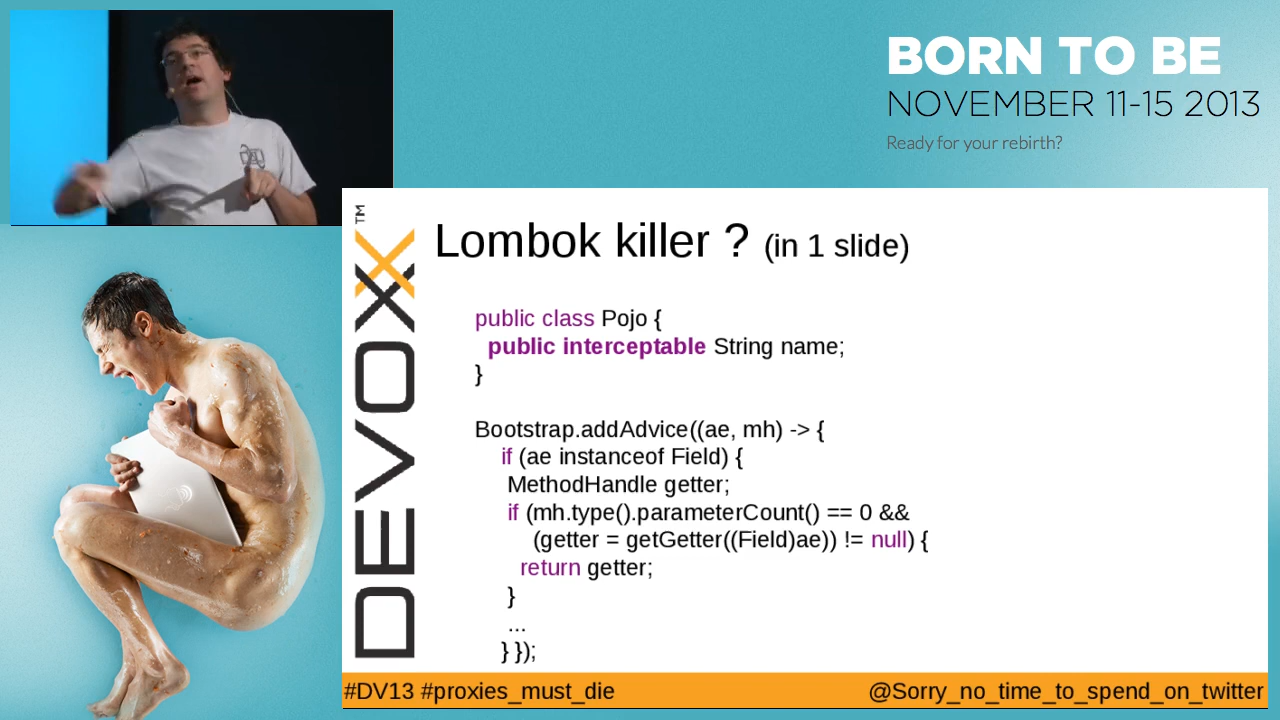 BORN TO BE
NOVEMBER 11-15 2013
Ready for your rebirth?
DEVOXX™
Lombok killer ? (in 1 slide)
public class Pojo {
public interceptable String name;
}
Bootstrap.addAdvice((ae, mh) -> {
if (ae instanceof Field) {
MethodHandle getter;
if (mh.type().parameterCount() == 0 &&
(getter = getGetter((Field)ae)) != null) {
return getter;
}
...
} });
#DV13 #proxies_must_die
@Sorry_no_time_to_spend_on_twitter